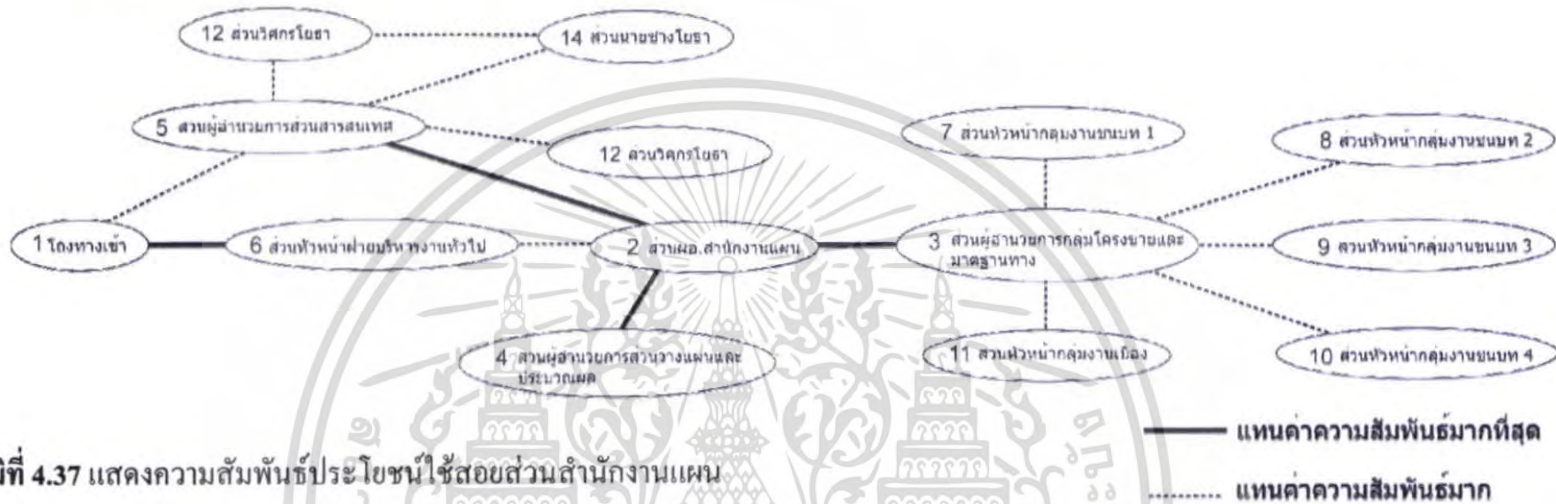 12 ส่วนวิศกรโยธา
14 ส่วนนายช่างโยธา
5 ส่วนผู้อำนวยการส่วนสารสนเทศ
12 ส่วนวิศกรโยธา
7 ส่วนหัวหน้ากลุ่มงานชนบท 1
8 ส่วนหัวหน้ากลุ่มงานชนบท 2
1 โถงทางเข้า
6 ส่วนหัวหน้าฝ่ายบริหารงานทั่วไป
2 ส่วนผอ.สำนักงานแผน
3 ส่วนผู้อำนวยการกลุ่มโครงข่ายและ
มาตฐานทาง
9 ส่วนหัวหน้ากลุ่มงานชนบท 3
4 ส่วนผู้อำนวยการส่วนวางแผนและ
ประมวณผล
11 ส่วนหัวหน้ากลุ่มงานเมือง
10 ส่วนหัวหน้ากลุ่มงานชนบท 4
แทนค่าความสัมพันธ์มากที่สุด
ที่ 4.37 แสดงความสัมพันธ์ประโยชน์ใช้สอยส่วนสำนักงานแผน
แทนค่าความสัมพันธ์มาก